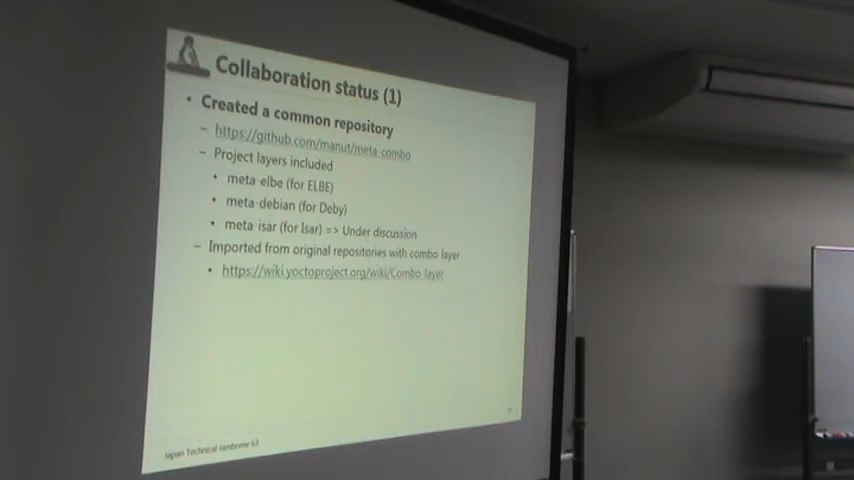 Collaboration status (1)
• Created a common repository
– https://github.com/manut/meta-combo
– Project layers included
• meta-elbe (for ELBE)
• meta-debian (for Deby)
• meta-isar (for Isar) => Under discussion
– Imported from original repositories with combo-layer
• https://wiki.yoctoproject.org/wiki/Combo-layer
Japan Technical Jamboree 63